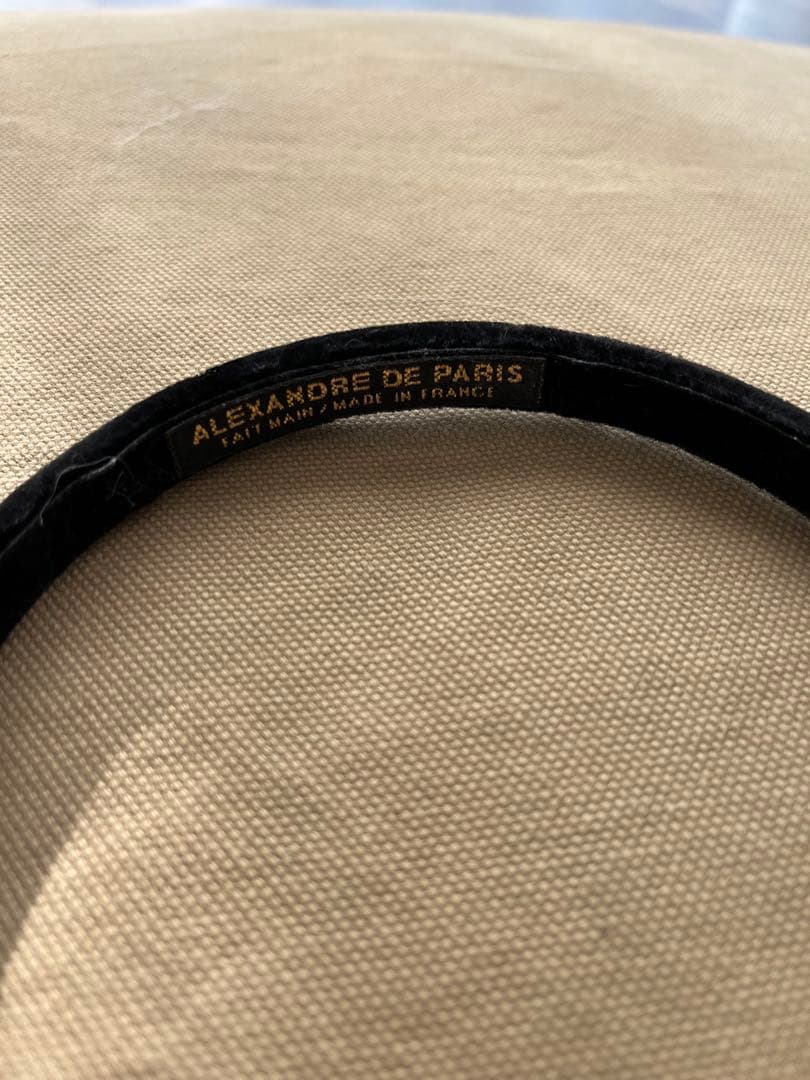 ALEXANDRE DE PARIS
FAIT MAIN / MADE IN FRANCE